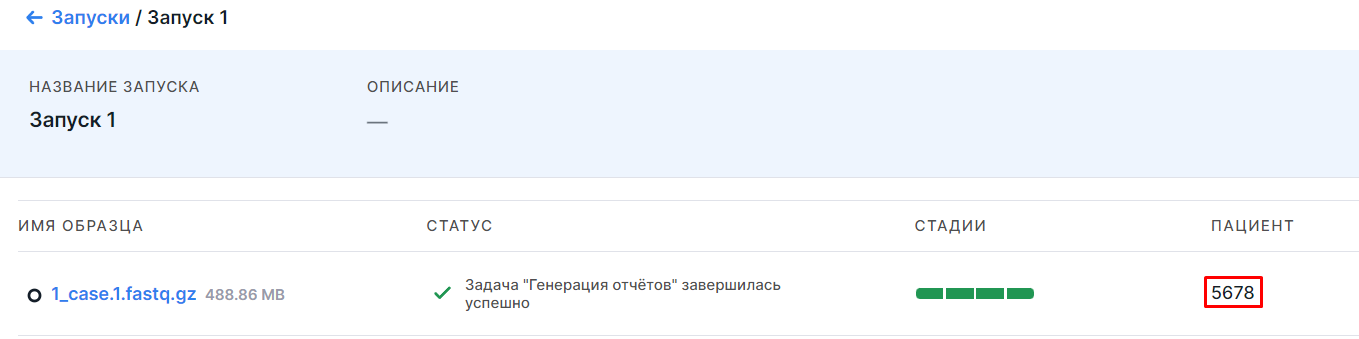 ← Запуски / Запуск 1
НАЗВАНИЕ ЗАПУСКА ОПИСАНИЕ
Запуск 1 —
ИМЯ ОБРАЗЦА СТАТУС СТАДИИ ПАЦИЕНТ
1_case.1.fastq.gz 488.86 MB Задача "Генерация отчётов" завершилась
успешно
5678